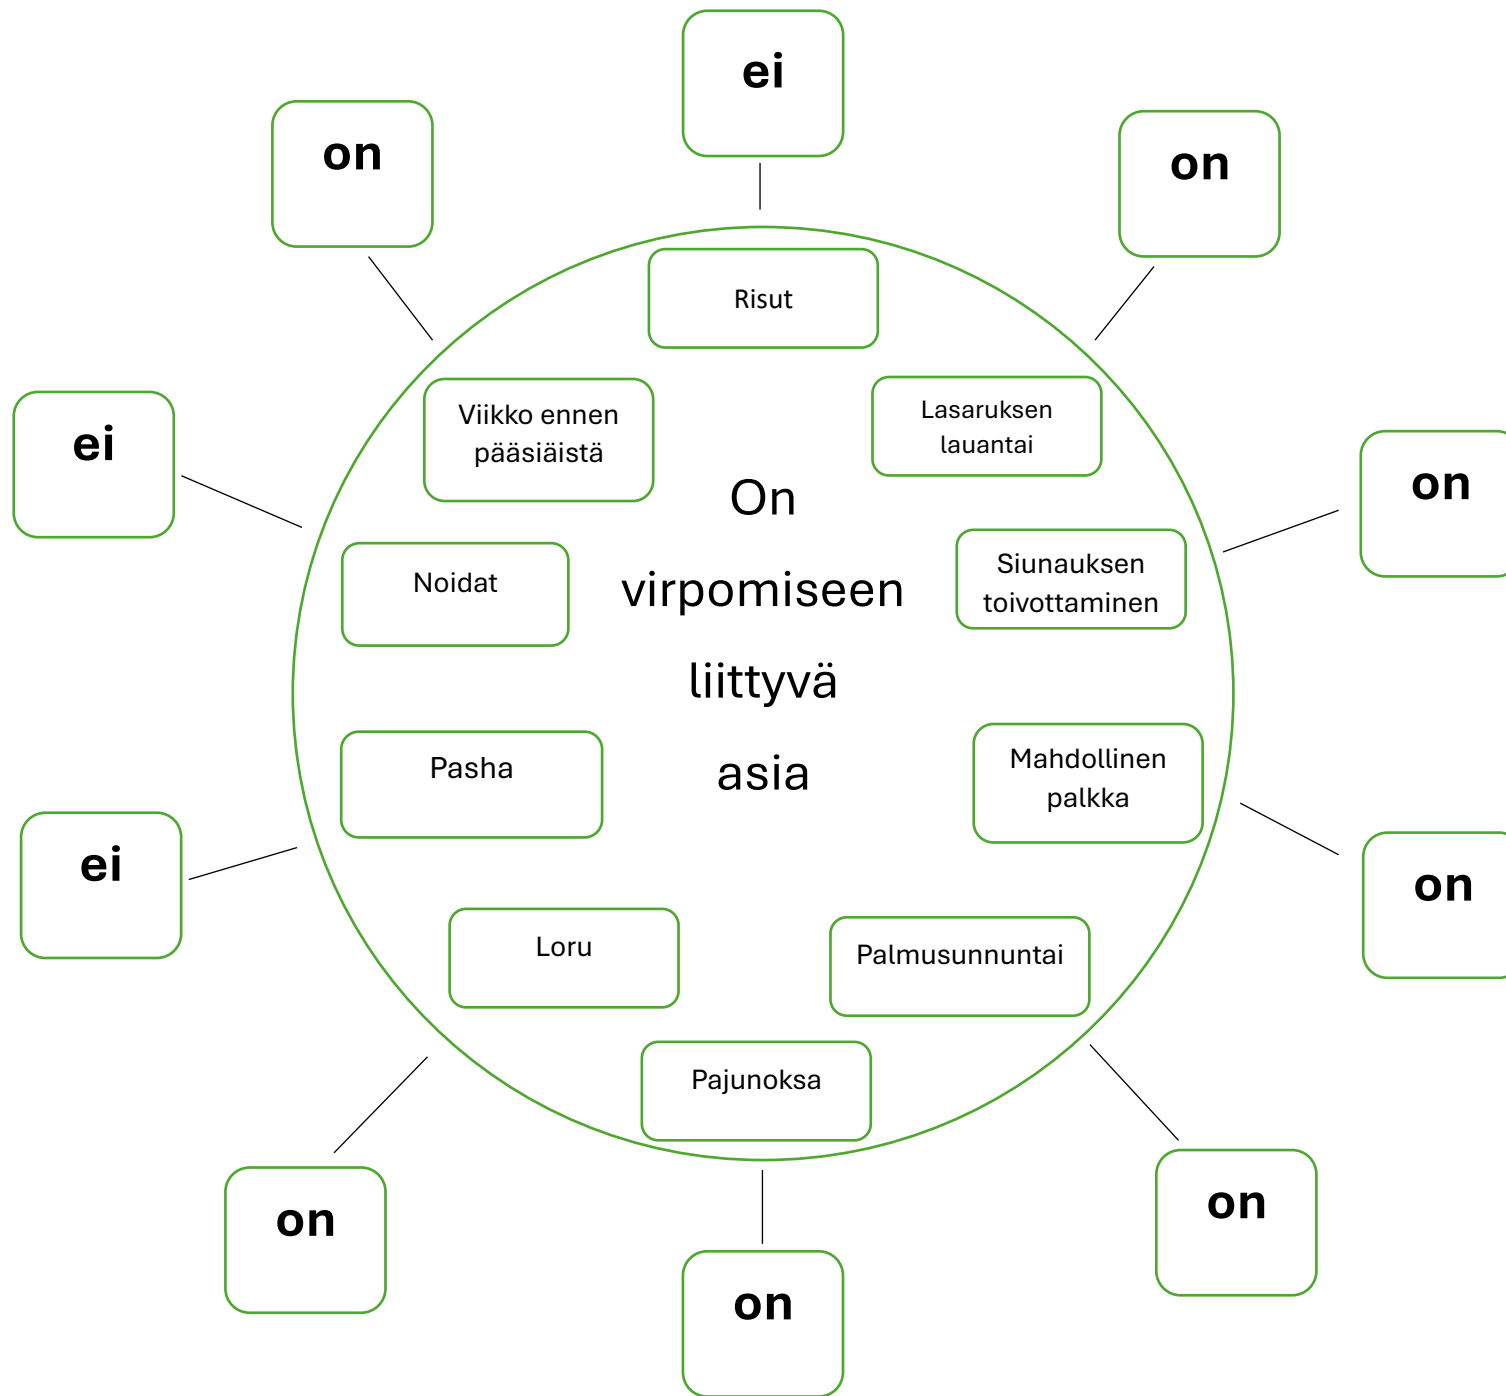 ei
on
on
Risut
Viikko ennen
pääsiäistä
Lasaruksen
lauantai
ei
on
On
virpomiseen
liittyvä
asia
Noidat
Siunauksen
toivottaminen
Pasha
Mahdollinen
palkka
ei
on
Loru
Palmusunnuntai
Pajunoksa
on
on
on